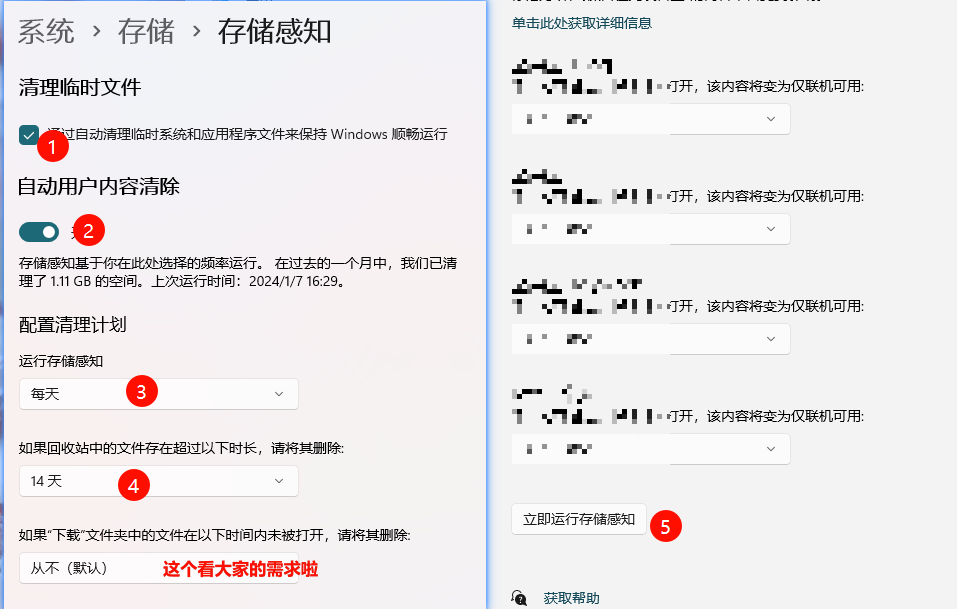 系统 › 存储 › 存储感知
清理临时文件
通过自动清理临时系统和应用程序文件来保持 Windows 顺畅运行
1
自动用户内容清除
2
存储感知基于你在此处选择的频率运行。 在过去的一个月中，我们已清
理了 1.11 GB 的空间。上次运行时间：2024/1/7 16:29。
配置清理计划
运行存储感知
每天
3
如果回收站中的文件存在超过以下时长，请将其删除:
14 天
4
如果“下载”文件夹中的文件在以下时间内未被打开，请将其删除:
从不（默认）
这个看大家的需求啦
单击此处获取详细信息
打开，该内容将变为仅联机可用:
打开，该内容将变为仅联机可用:
打开，该内容将变为仅联机可用:
打开，该内容将变为仅联机可用:
立即运行存储感知
5
获取帮助